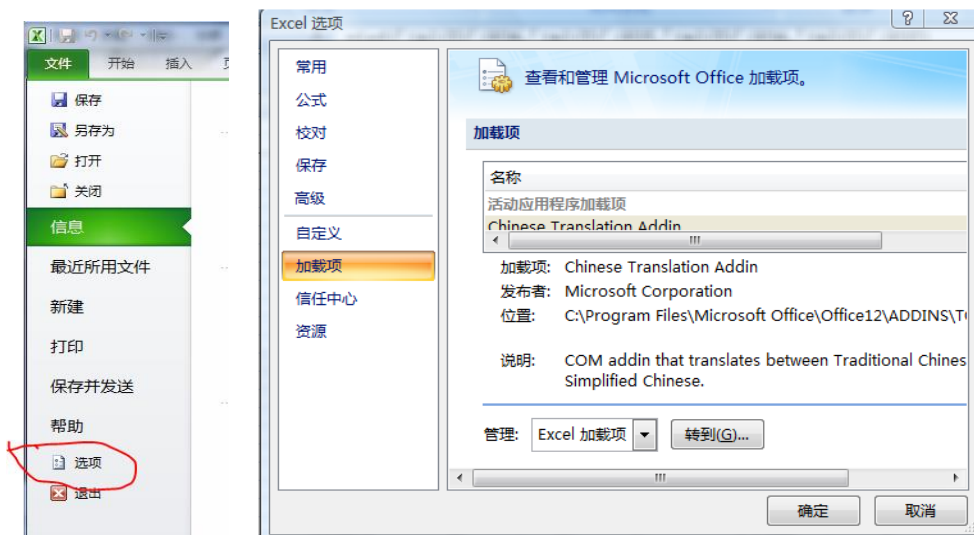 文件 开始 插入
保存
另存为
打开
关闭
信息
最近所用文件
新建
打印
保存并发送
帮助
选项
退出
Excel 选项
常用
公式
校对
保存
高级
自定义
加载项
信任中心
资源
查看和管理 Microsoft Office 加载项。
加载项
名称
活动应用程序加载项
Chinese Translation Addin
加载项: Chinese Translation Addin
发布者: Microsoft Corporation
位置: C:\Program Files\Microsoft Office\Office12\ADDINS\T
说明: COM addin that translates between Traditional Chines
Simplified Chinese.
管理: Excel 加载项 转到(G)...
确定 取消